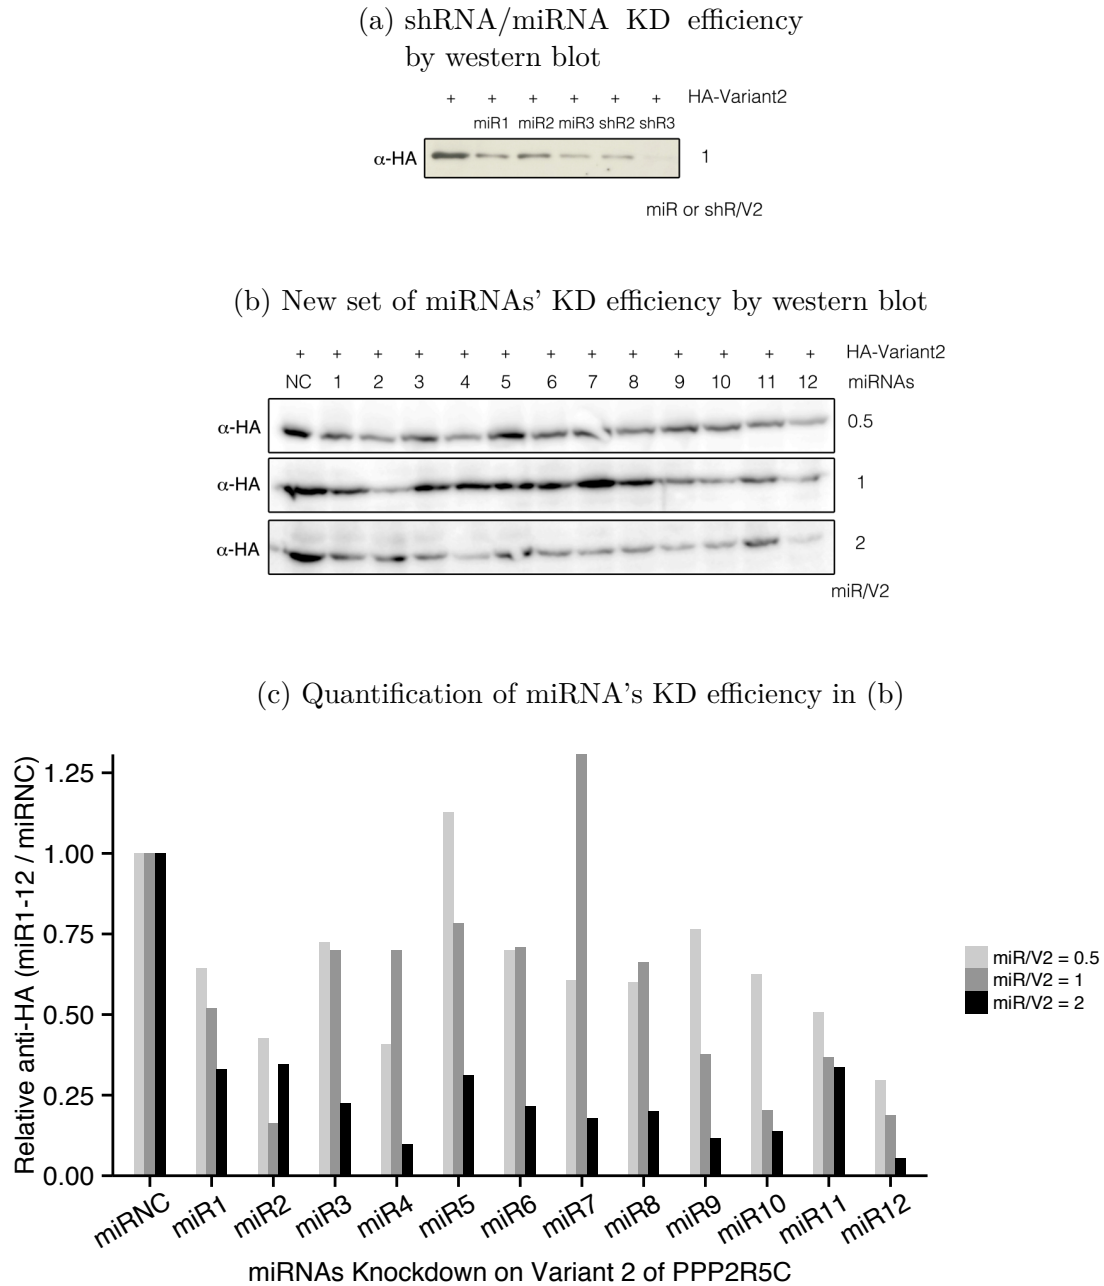 (a) shRNA/miRNA KD efficiency
by western blot
+ + + + + + HA-Variant2
miR1 miR2 miR3 shR2 shR3
α-HA 1
miR or shR/V2
(b) New set of miRNAs' KD efficiency by western blot
+ + + + + + + + + + + + + HA-Variant2
NC 1 2 3 4 5 6 7 8 9 10 11 12 miRNAs
α-HA 0.5
α-HA 1
α-HA 2
miR/V2
(c) Quantification of miRNA's KD efficiency in (b)
Relative anti-HA (miR1-12 / miRNC)
1.25
1.00
0.75
0.50
0.25
0.00
miR/V2 = 0.5
miR/V2 = 1
miR/V2 = 2
miRNC miR1 miR2 miR3 miR4 miR5 miR6 miR7 miR8 miR9 miR10 miR11 miR12
miRNAs Knockdown on Variant 2 of PPP2R5C